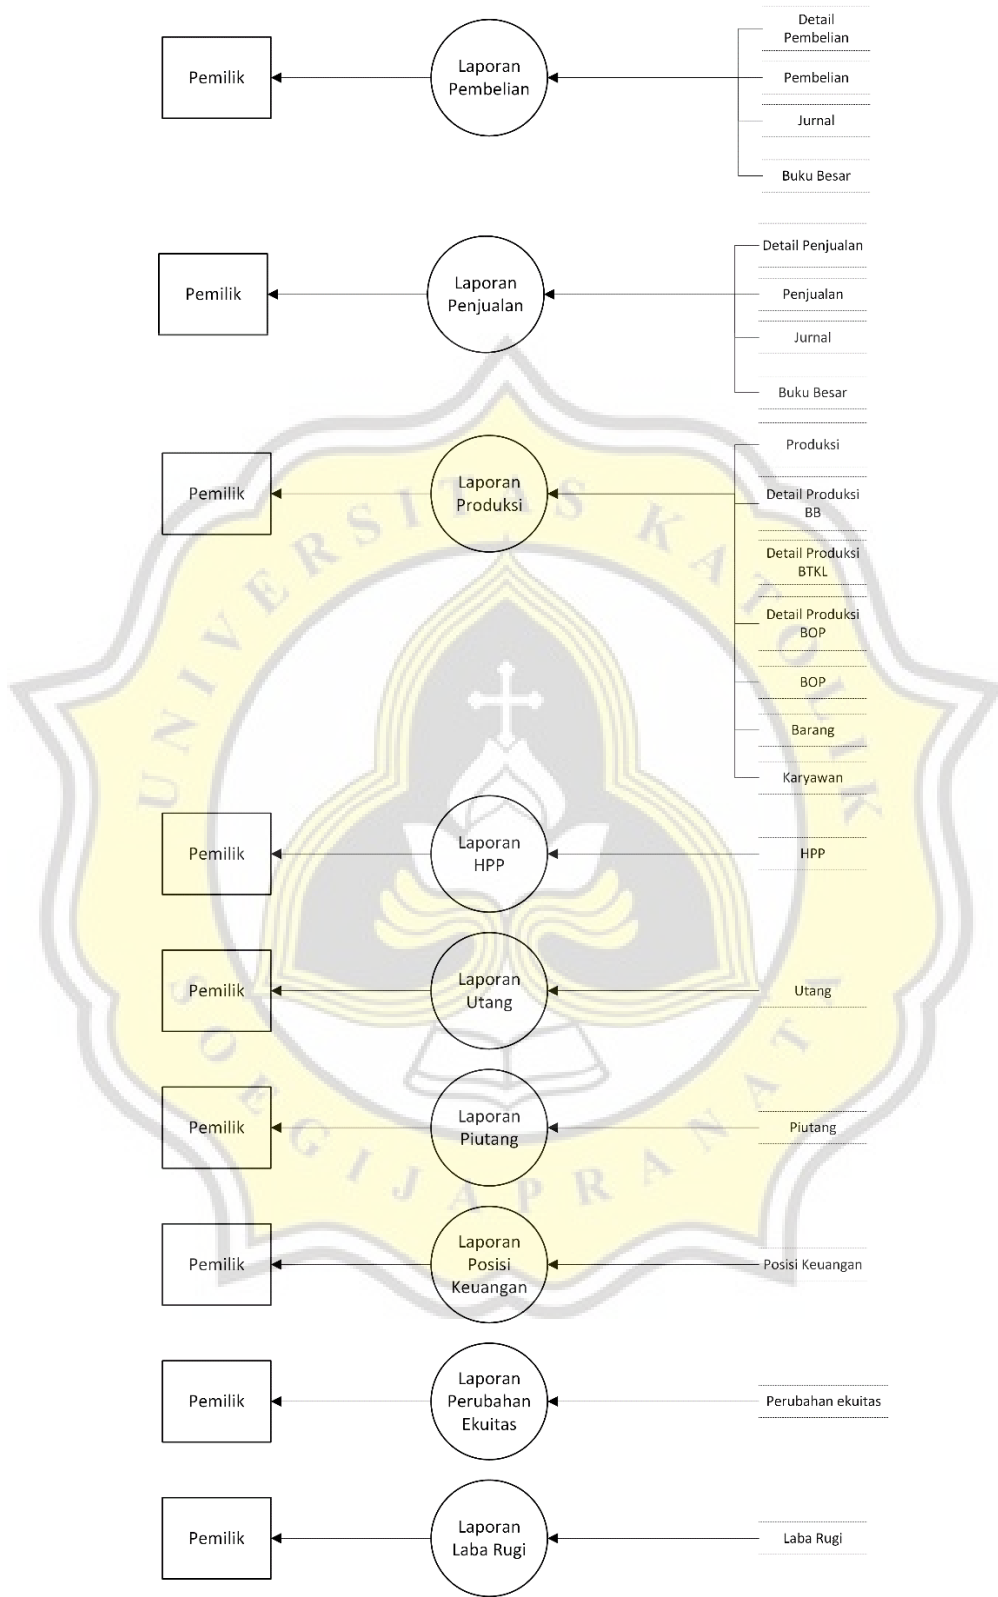 Pemilik
Laporan
Pembelian
Detail
Pembelian
Pembelian
Jurnal
Buku Besar
Pemilik
Laporan
Penjualan
Detail Penjualan
Penjualan
Jurnal
Buku Besar
Pemilik
Laporan
Produksi
Produksi
Detail Produksi
BB
Detail Produksi
BTKL
Detail Produksi
BOP
BOP
Barang
Karyawan
Pemilik
Laporan
HPP
HPP
Pemilik
Laporan
Utang
Utang
Pemilik
Laporan
Piutang
Piutang
Pemilik
Laporan
Posisi
Keuangan
Posisi Keuangan
Pemilik
Laporan
Perubahan
Ekuitas
Perubahan ekuitas
Pemilik
Laporan
Laba Rugi
Laba Rugi
UNIVERSITAS KATOLIK
SOEGIJAPRANATA